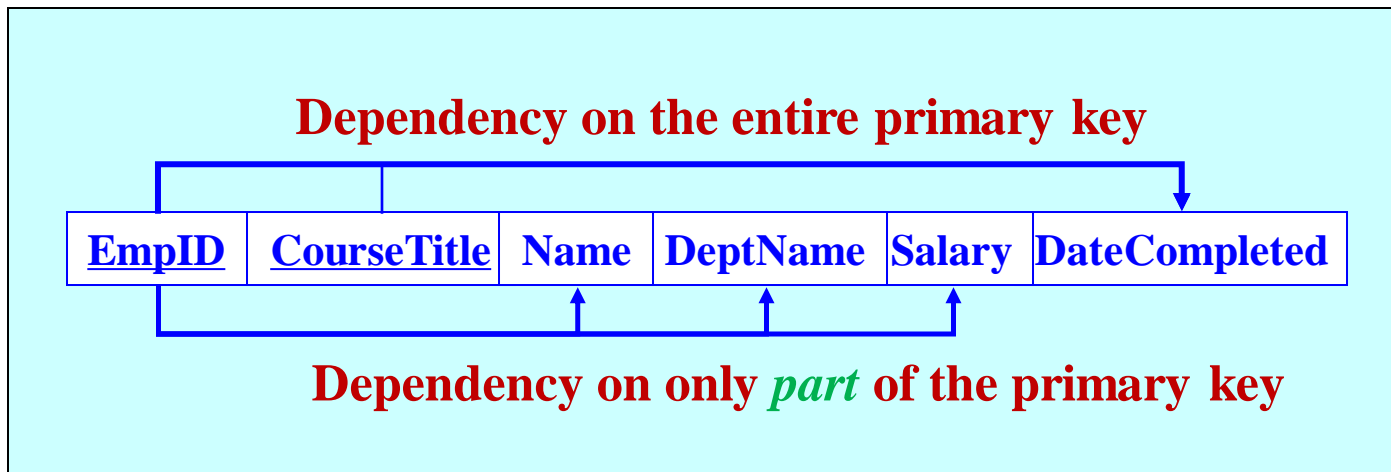 Dependency on the entire primary key
EmpID CourseTitle Name DeptName Salary DateCompleted
Dependency on only part of the primary key